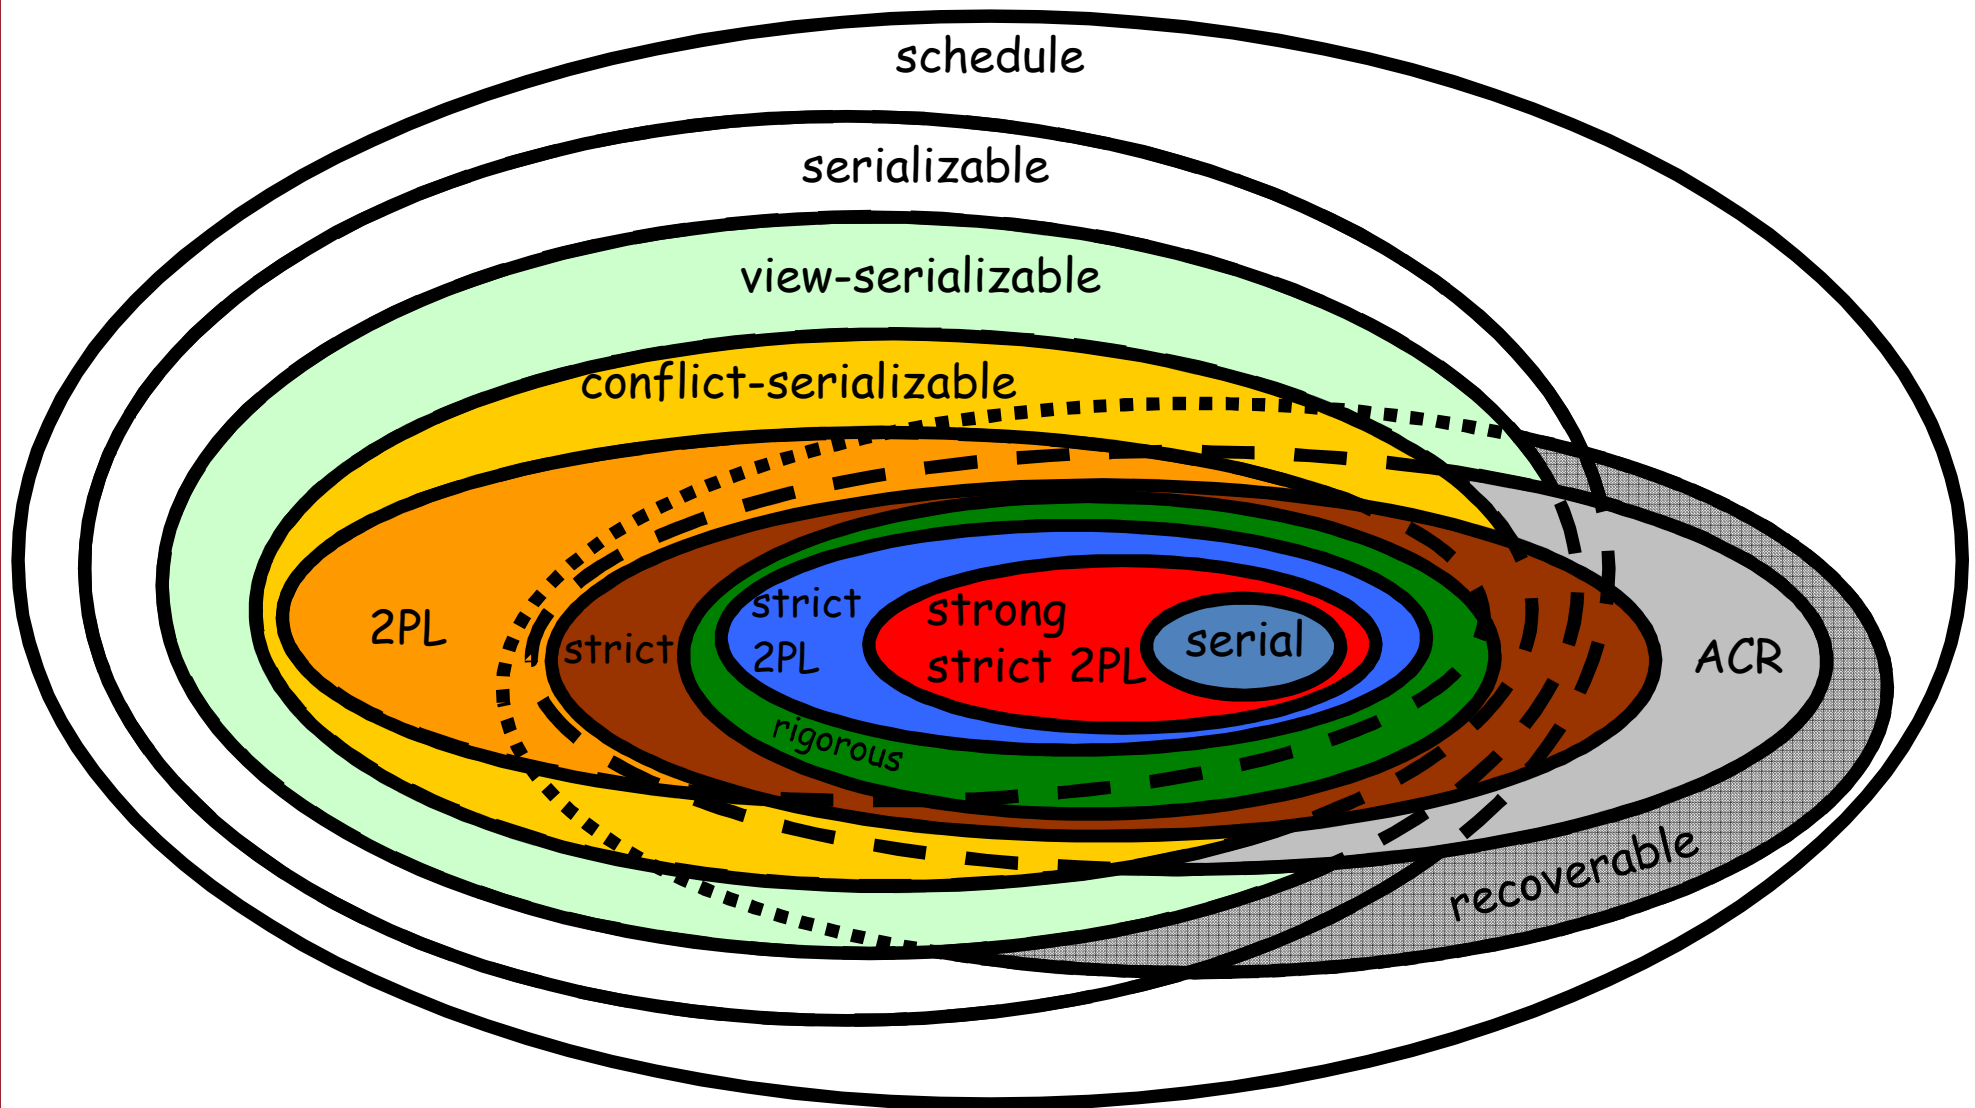 schedule
serializable
view-serializable
conflict-serializable
2PL
strict
strict
2PL
strong
strict 2PL
serial
rigorous
ACR
recoverable